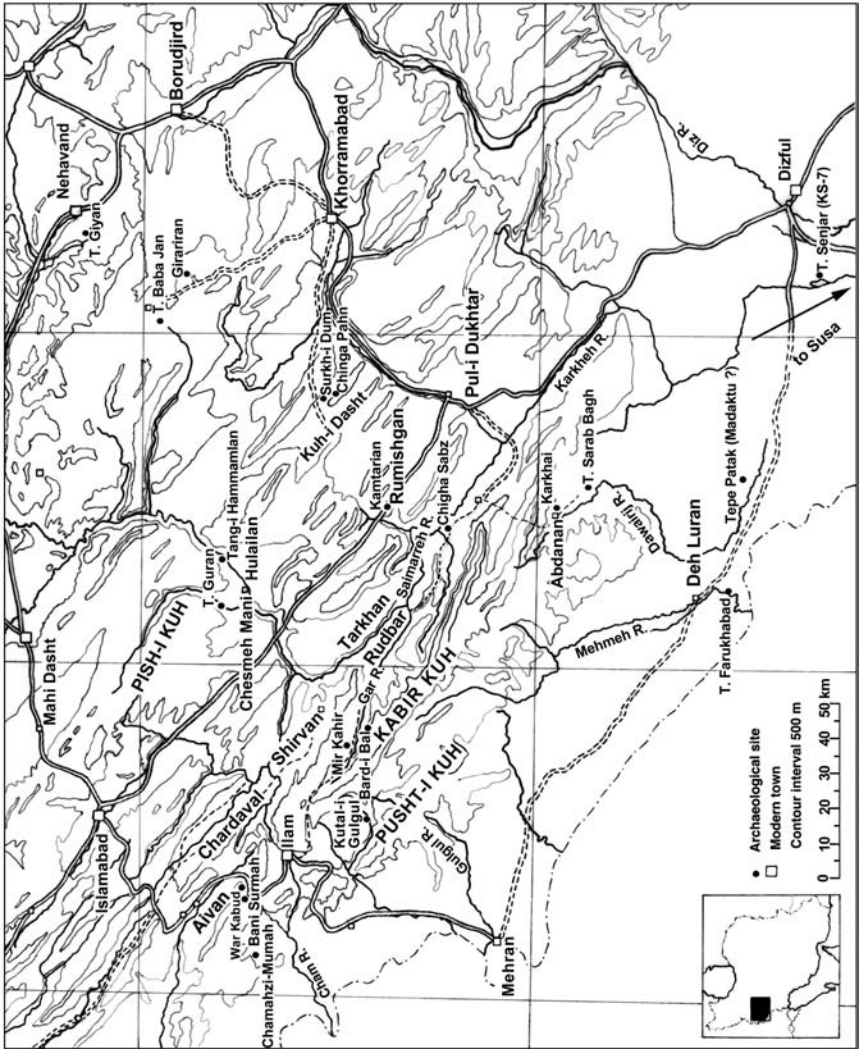 Mahi Dasht
Nehavand
T. Giyan
Borudjird
Islamabad
PISH-I KUH
T. Guran
Tang-i Hammamlan
Hulailan
Chesmeh Mani
T. Baba Jan
Girariran
Khorramabad
Surkh-i Dum
Chinga Pahn
Kuh-i Dasht
Aivan
War Kabud
Bani Surmah
Chamahzi-Mumah
Chardaval-
Shirvan
Ilam
Cham R.
Tarkhan
Rudbar
Saimarreh R.
Kamtarian
Rumishgan
Pul-i Dukhtar
Chigha Sabz
Kutal-i
Gulgul
Mir Kahir
Bard-i Bal
Gar R.
KABIR KUH
PUSHT-I KUH
Gulgul R.
Karkheh R.
Abdanan
Karkhai
T. Sarab Bagh
Dawairij R.
Diz R.
Mehran
Mehmeh R.
Deh Luran
T. Farukhabad
Tepe Patak (Madaktu ?)
Dizful
T. Senjar (KS-7)
to Susa
Archaeological site
Modern town
Contour interval 500 m
0 10 20 30 40 50 km